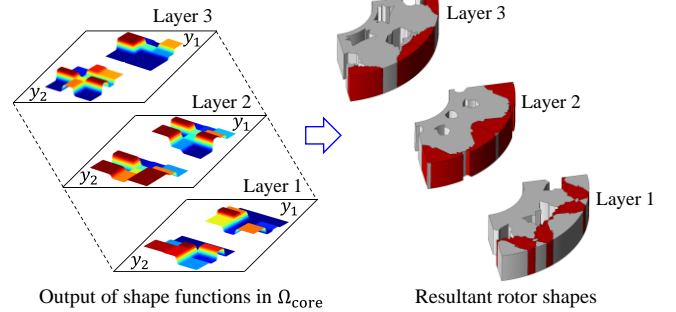 Layer 3
y₁
y₂
Layer 2
y₁
y₂
Layer 1
y₁
y₂
Output of shape functions in Ω_core
Layer 3
Layer 2
Layer 1
Resultant rotor shapes